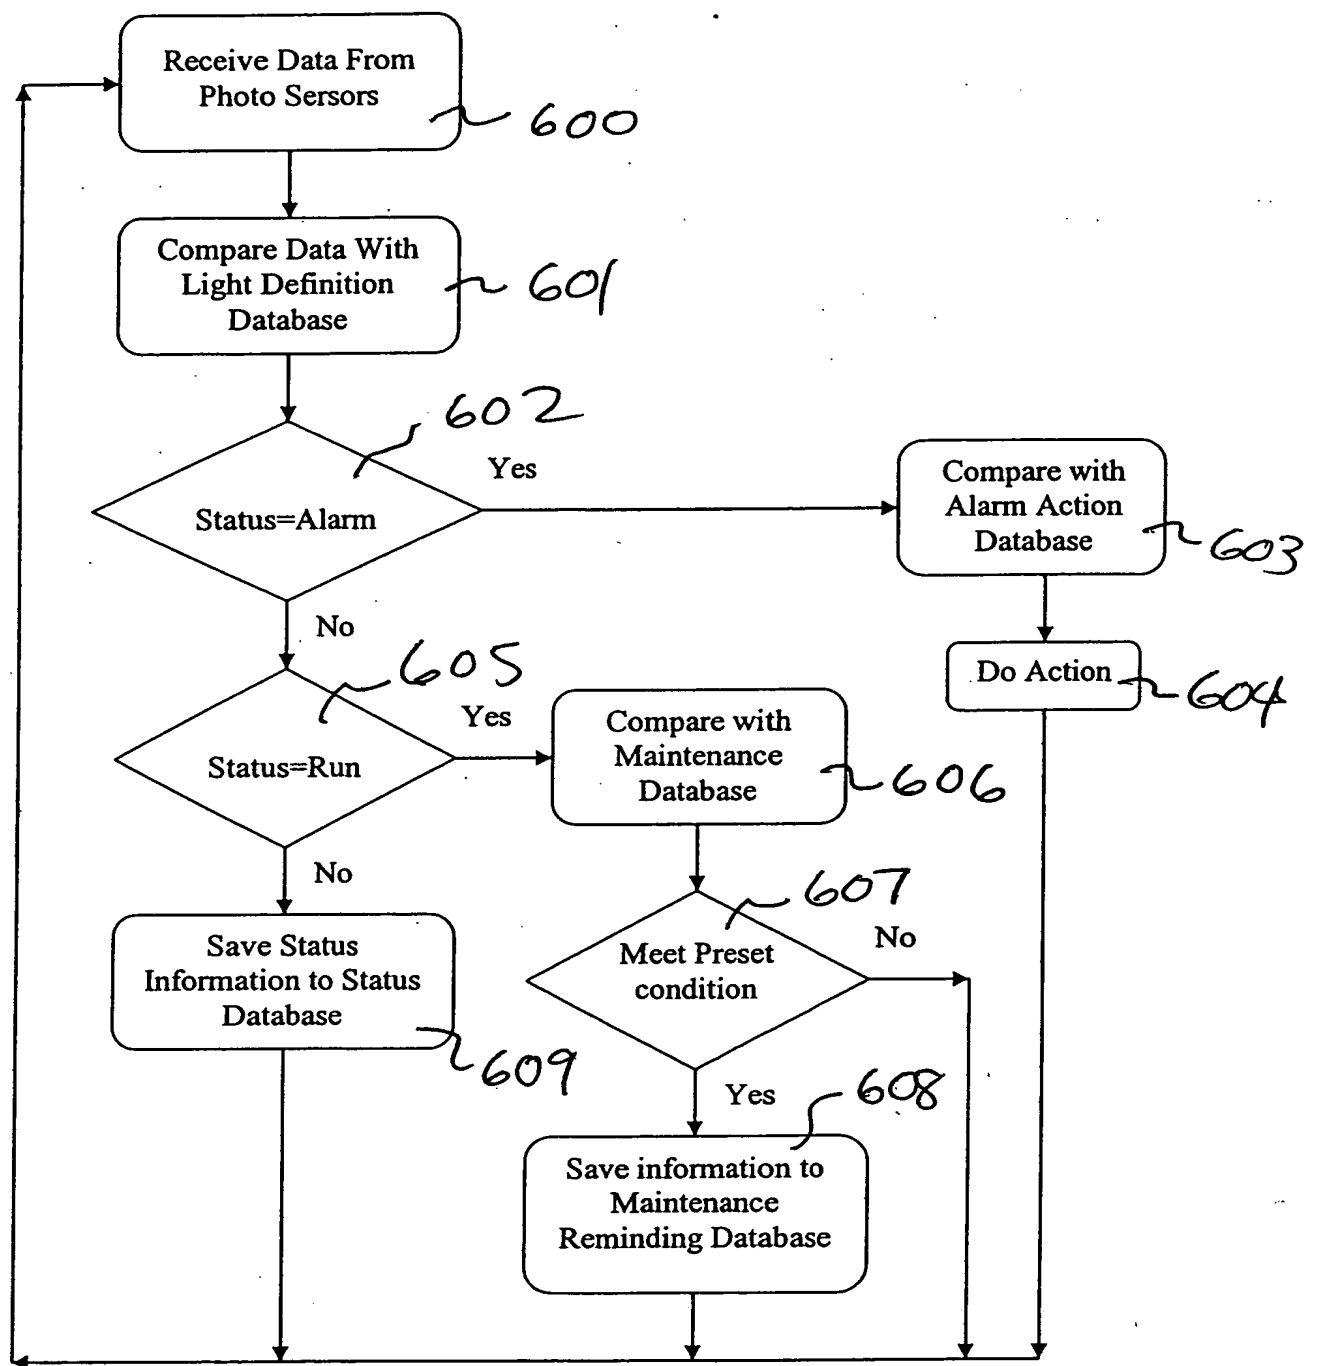 Receive Data From
Photo Sersors
600
Compare Data With
Light Definition
Database
601
602
Yes
Status=Alarm
Compare with
Alarm Action
Database
603
No
Do Action
604
605
Yes
Status=Run
Compare with
Maintenance
Database
606
No
607
No
Meet Preset
condition
Save Status
Information to Status
Database
609
Yes
608
Save information to
Maintenance
Reminding Database